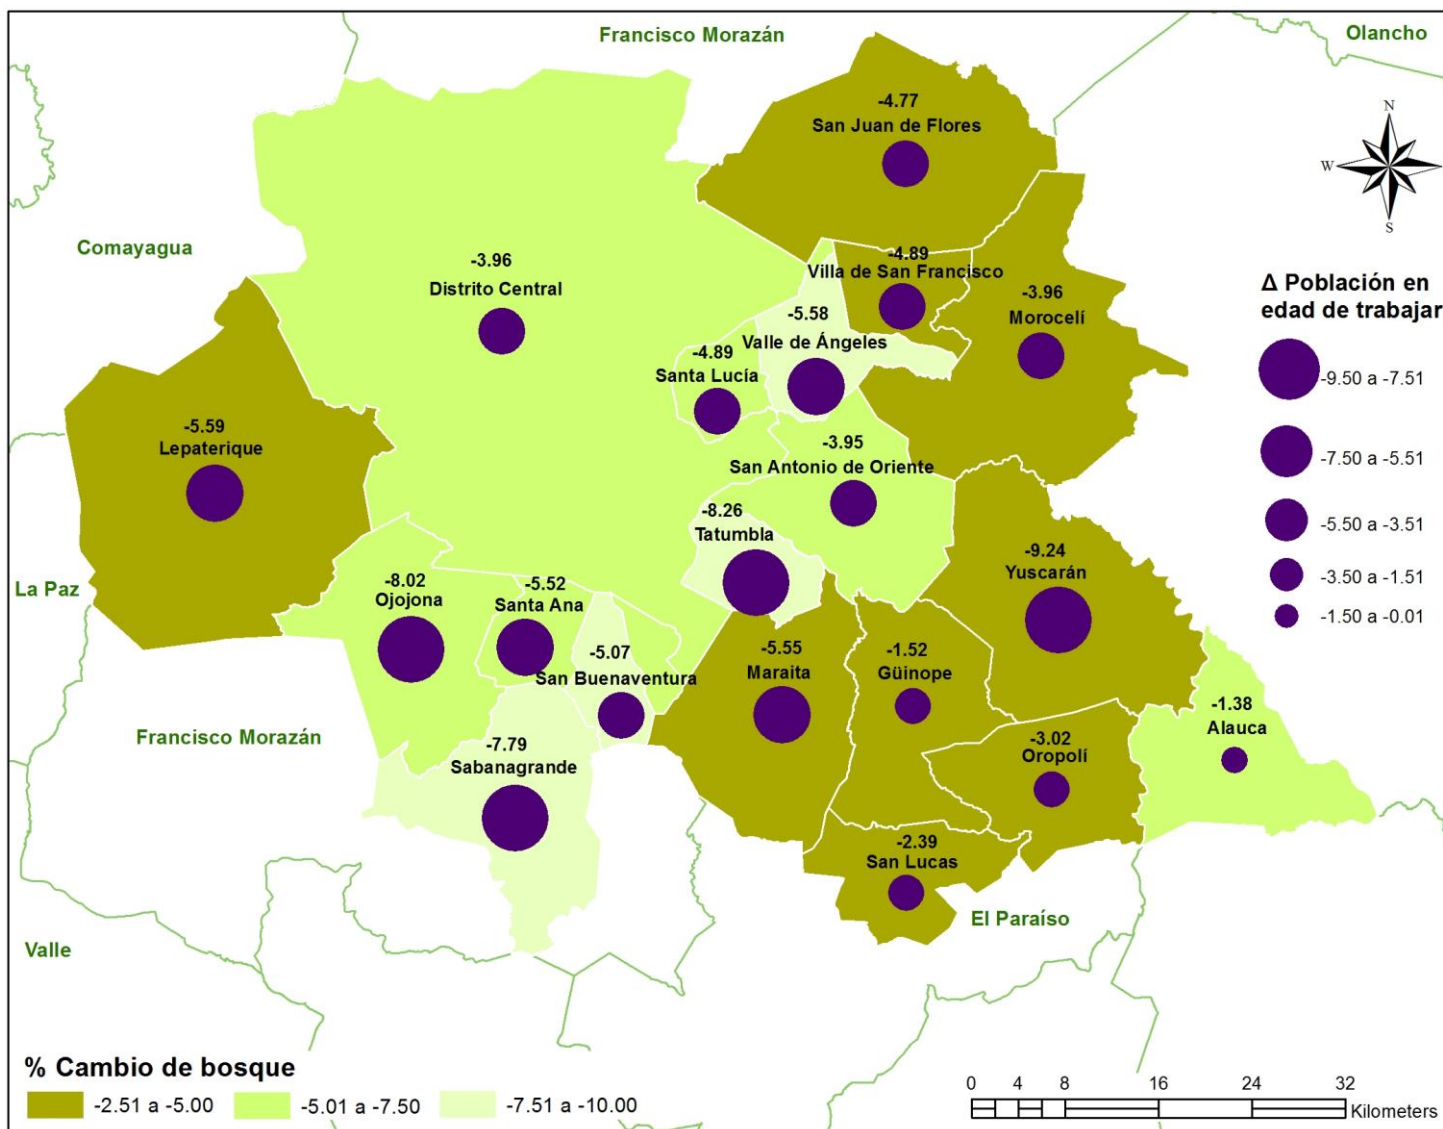 Francisco Morazán
Olancho
N
W
S
Comayagua
La Paz
Francisco Morazán
Valle
El Paraíso
-4.77
San Juan de Flores
-4.89
Villa de San Francisco
-3.96
Morocelí
-3.96
Distrito Central
-5.58
Valle de Ángeles
-4.89
Santa Lucía
-5.59
Lepaterique
-3.95
San Antonio de Oriente
-8.26
Tatumbla
-9.24
Yuscarán
-8.02
Ojojona
-5.52
Santa Ana
-5.07
San Buenaventura
-5.55
Maraita
-1.52
Güinope
-1.38
Alauca
-3.02
Oropolí
-7.79
Sabanagrande
-2.39
San Lucas
Δ Población en
edad de trabajar
-9.50 a -7.51
-7.50 a -5.51
-5.50 a -3.51
-3.50 a -1.51
-1.50 a -0.01
% Cambio de bosque
-2.51 a -5.00
-5.01 a -7.50
-7.51 a -10.00
0 4 8 16 24 32
Kilometers